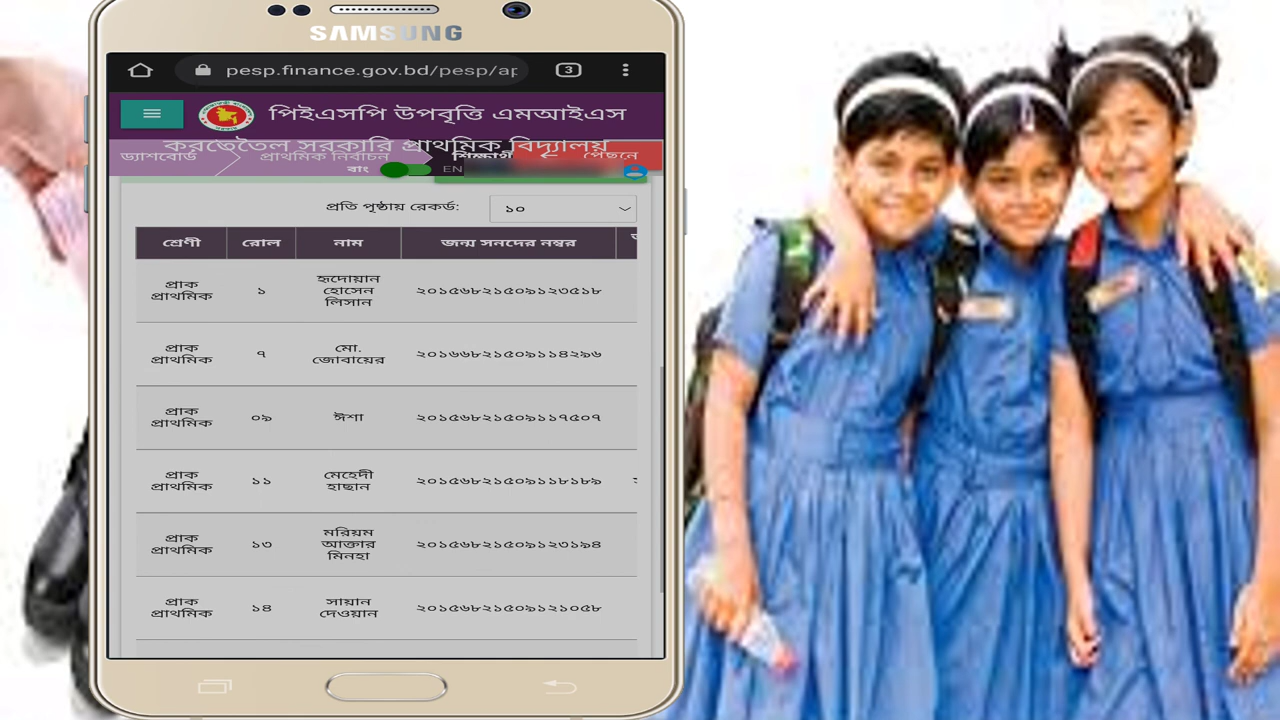 SAMSUNG
pesp.finance.gov.bd/pesp/ap
3
পিইএসপি উপবৃত্তি এমআইএস
করতেতৈল সরকারি প্রাথমিক বিদ্যালয়
ড্যাশবোর্ড প্রাথমিক নির্বাচন শিক্ষার্থী পেছনে
বাং EN
প্রতি পৃষ্ঠায় রেকর্ড: ১০
শ্রেণী রোল নাম জন্ম সনদের নম্বর
প্রাক প্রাথমিক ১ হৃদোয়ান হোসেন লিসান ২০১৫৬৮২১৫০৯১২৩৫১৮
প্রাক প্রাথমিক ৭ মো. জোবায়ের ২০১৬৬৮২১৫০৯১১৪২৯৬
প্রাক প্রাথমিক ০৯ ঈশা ২০১৫৬৮২১৫০৯১১৭৫০৭
প্রাক প্রাথমিক ১১ মেহেদী হাছান ২০১৫৬৮২১৫০৯১১৮১৮৯
প্রাক প্রাথমিক ১৩ মরিয়ম আক্তার মিনহা ২০১৫৬৮২১৫০৯১২৩১৯৪
প্রাক প্রাথমিক ১৪ সায়ান দেওয়ান ২০১৫৬৮২১৫০৯১২১০৫৮